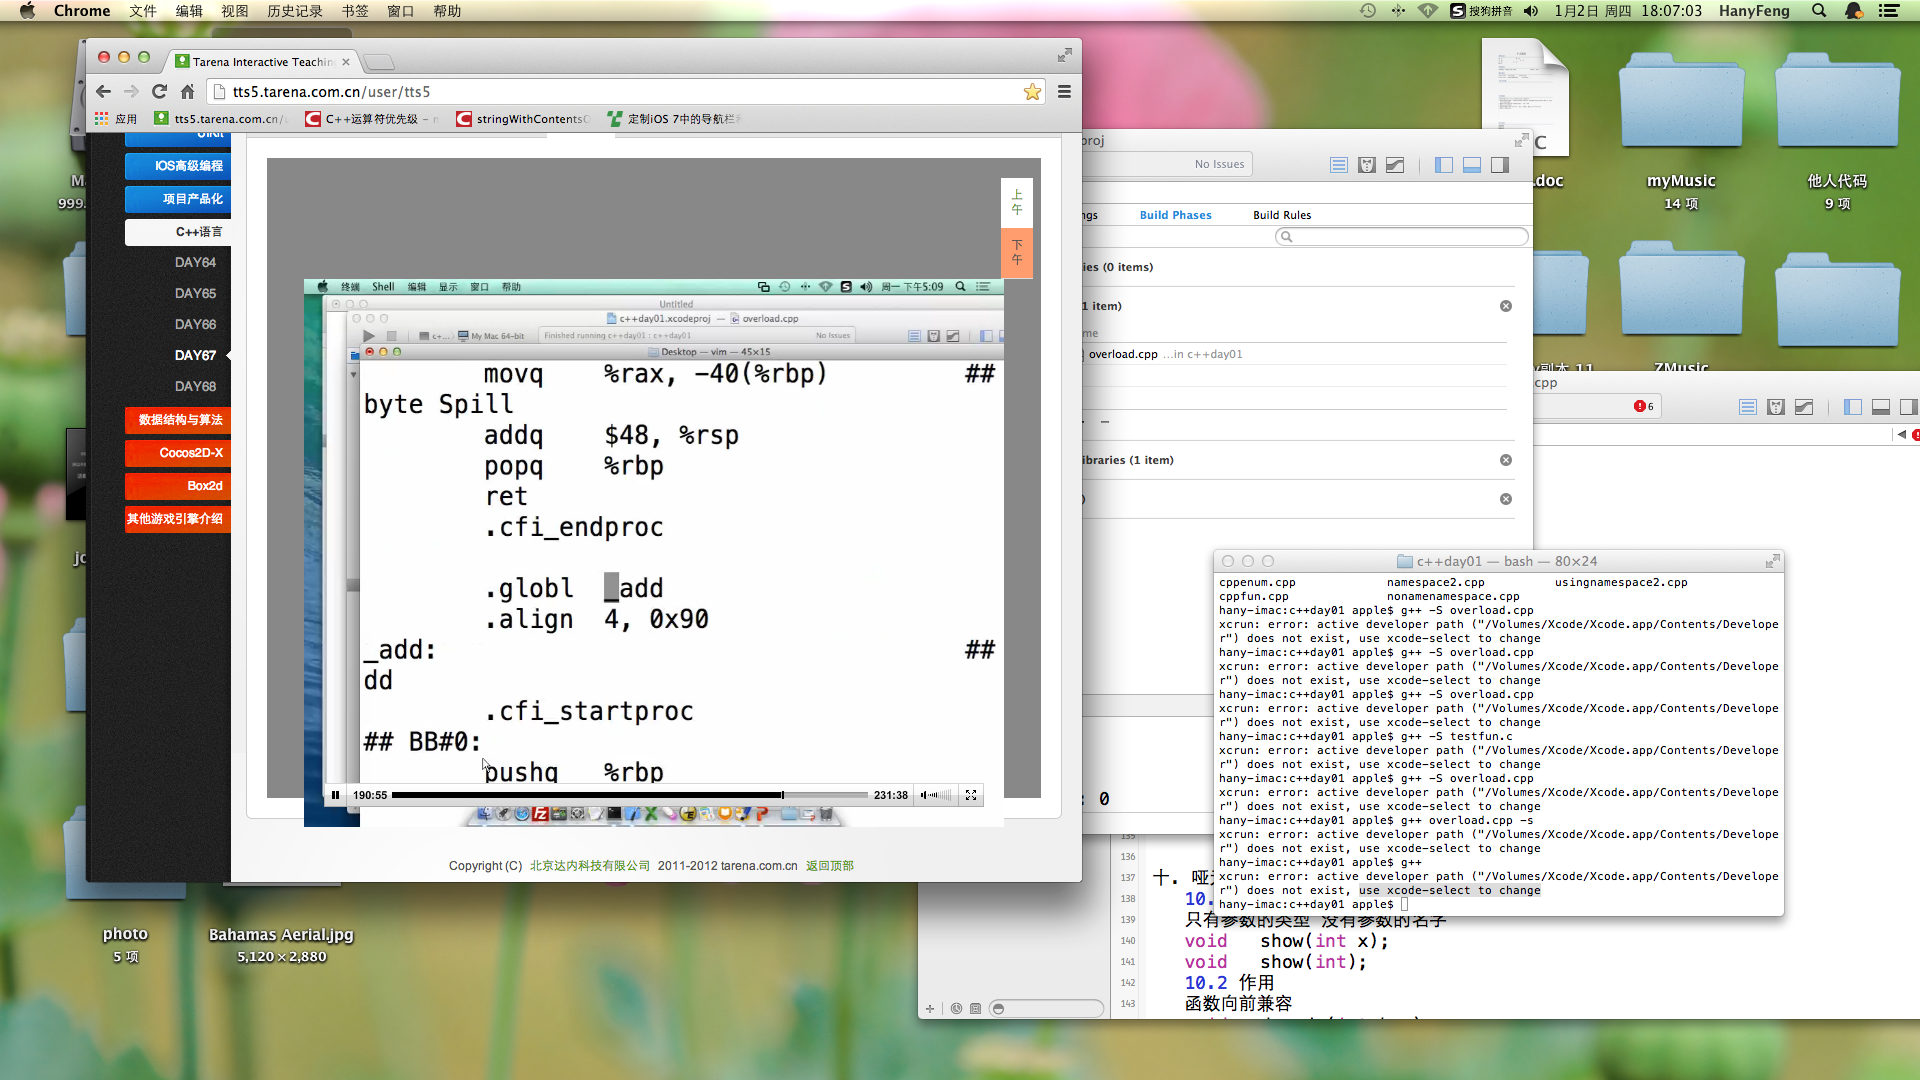 Chrome 文件 编辑 视图 历史记录 书签 窗口 帮助
搜狗拼音 1月2日 周四 18:07:03 HanyFeng
Tarena Interactive Teachin
tts5.tarena.com.cn/user/tts5
应用 tts5.tarena.com.cn/ C++运算符优先级 – stringWithContentsO 定制iOS 7中的导航栏
UIKit
IOS高级编程
项目产品化
C++语言
DAY64
DAY65
DAY66
DAY67
DAY68
数据结构与算法
Cocos2D-X
Box2d
其他游戏引擎介绍
上午
下午
终端 Shell 编辑 显示 窗口 帮助 周一 下午5:09
Untitled
c++day01.xcodeproj — overload.cpp
c+... My Mac 64-bit Finished running c++day01 : c++day01 No Issues
Desktop — vim — 45×15
movq %rax, -40(%rbp) ##
byte Spill
addq $48, %rsp
popq %rbp
ret
.cfi_endproc
.globl _add
.align 4, 0x90
_add: ##
dd
.cfi_startproc
## BB#0:
pushq %rbp
190:55 231:38
Copyright (C) 北京达内科技有限公司 2011-2012 tarena.com.cn 返回顶部
proj
No Issues
ngs Build Phases Build Rules
ies (0 items)
1 item)
me
overload.cpp ...in c++day01
ibraries (1 item)
: 0
cpp
6
c++day01 — bash — 80×24
cppenum.cpp namespace2.cpp usingnamespace2.cpp
cppfun.cpp nonamenamespace.cpp
hany-imac:c++day01 apple$ g++ -S overload.cpp
xcrun: error: active developer path ("/Volumes/Xcode/Xcode.app/Contents/Develope
r") does not exist, use xcode-select to change
hany-imac:c++day01 apple$ g++ -S overload.cpp
xcrun: error: active developer path ("/Volumes/Xcode/Xcode.app/Contents/Develope
r") does not exist, use xcode-select to change
hany-imac:c++day01 apple$ g++ -S overload.cpp
xcrun: error: active developer path ("/Volumes/Xcode/Xcode.app/Contents/Develope
r") does not exist, use xcode-select to change
hany-imac:c++day01 apple$ g++ -S testfun.c
xcrun: error: active developer path ("/Volumes/Xcode/Xcode.app/Contents/Develope
r") does not exist, use xcode-select to change
hany-imac:c++day01 apple$ g++ -S overload.cpp
xcrun: error: active developer path ("/Volumes/Xcode/Xcode.app/Contents/Develope
r") does not exist, use xcode-select to change
hany-imac:c++day01 apple$ g++ overload.cpp -s
xcrun: error: active developer path ("/Volumes/Xcode/Xcode.app/Contents/Develope
r") does not exist, use xcode-select to change
hany-imac:c++day01 apple$ g++
xcrun: error: active developer path ("/Volumes/Xcode/Xcode.app/Contents/Develope
r") does not exist, use xcode-select to change
hany-imac:c++day01 apple$
135
136
137 十. 哑
138 10.
139 只有参数的类型 没有参数的名字
140 void show(int x);
141 void show(int);
142 10.2 作用
143 函数向前兼容
C
.doc
myMusic
14 项
他人代码
9 项
副本 11
ZMusic
999.
photo
5 项
Bahamas Aerial.jpg
5,120 × 2,880